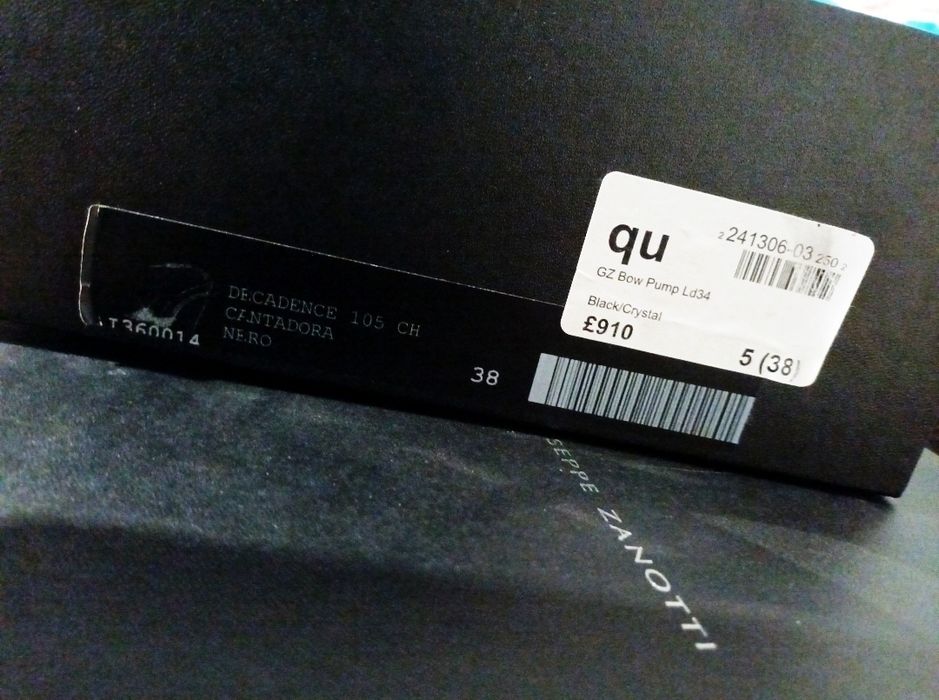 qu
2 241306-03 250 2
GZ Bow Pump Ld34
Black/Crystal
£910
5 (38)
DECADENCE 105 CH
CANTADORA
NERO
IT360014
38
SEPPE ZANOTTI